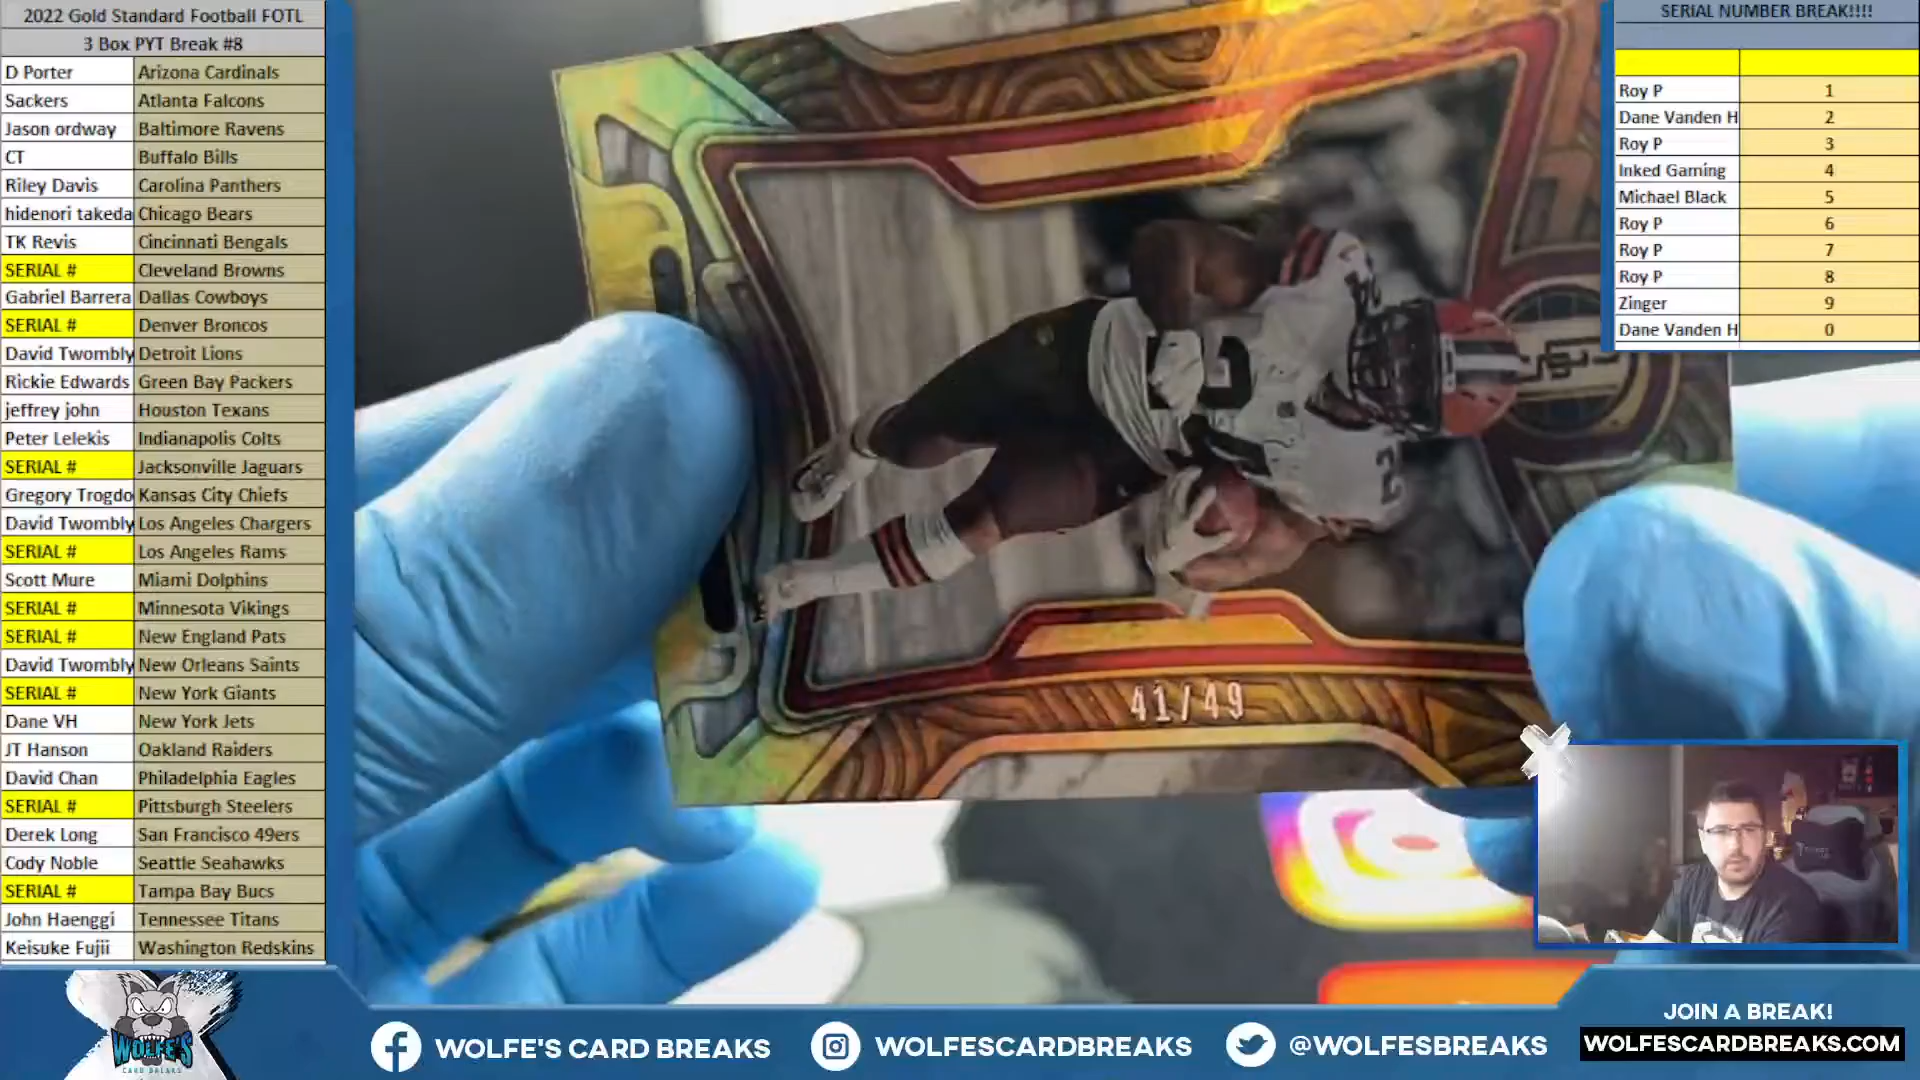 2022 Gold Standard Football FOTL
3 Box PYT Break #8
D Porter Arizona Cardinals
Sackers Atlanta Falcons
Jason ordway Baltimore Ravens
CT Buffalo Bills
Riley Davis Carolina Panthers
hidenori takeda Chicago Bears
TK Revis Cincinnati Bengals
SERIAL # Cleveland Browns
Gabriel Barrera Dallas Cowboys
SERIAL # Denver Broncos
David Twombly Detroit Lions
Rickie Edwards Green Bay Packers
jeffrey john Houston Texans
Peter Lelekis Indianapolis Colts
SERIAL # Jacksonville Jaguars
Gregory Trogdo Kansas City Chiefs
David Twombly Los Angeles Chargers
SERIAL # Los Angeles Rams
Scott Mure Miami Dolphins
SERIAL # Minnesota Vikings
SERIAL # New England Pats
David Twombly New Orleans Saints
SERIAL # New York Giants
Dane VH New York Jets
JT Hanson Oakland Raiders
David Chan Philadelphia Eagles
SERIAL # Pittsburgh Steelers
Derek Long San Francisco 49ers
Cody Noble Seattle Seahawks
SERIAL # Tampa Bay Bucs
John Haenggi Tennessee Titans
Keisuke Fujii Washington Redskins
SERIAL NUMBER BREAK!!!!
Roy P 1
Dane Vanden H 2
Roy P 3
Inked Gaming 4
Michael Black 5
Roy P 6
Roy P 7
Roy P 8
Zinger 9
Dane Vanden H 0
2
2
41/49
WOLFE'S
CARD BREAKS
WOLFE'S CARD BREAKS
WOLFESCARDBREAKS
@WOLFESBREAKS
JOIN A BREAK!
WOLFESCARDBREAKS.COM